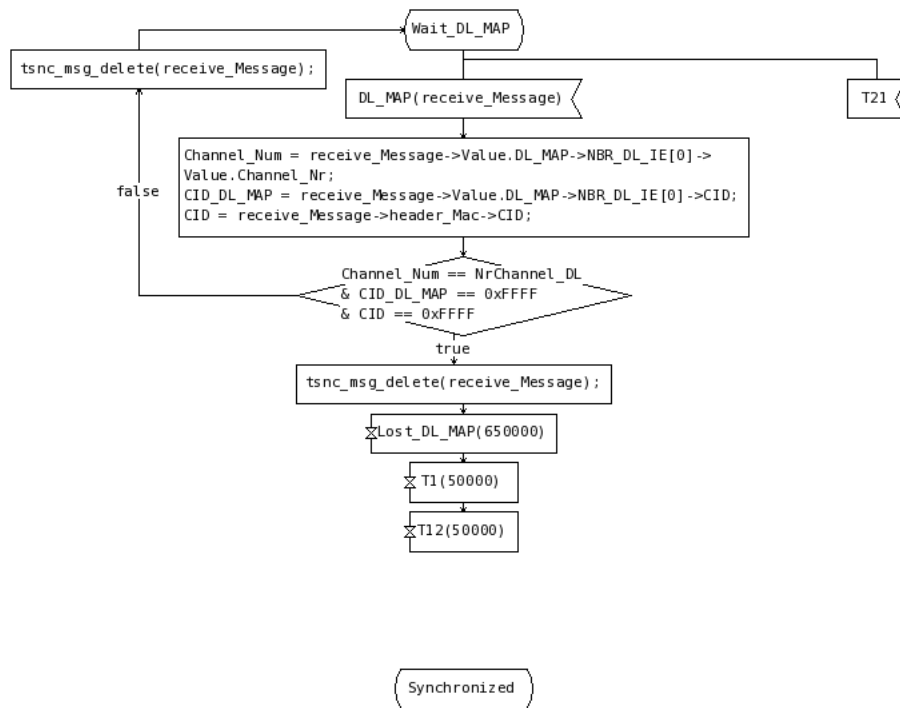 Wait_DL_MAP
tsnc_msg_delete(receive_Message);
DL_MAP(receive_Message)
T21
Channel_Num = receive_Message->Value.DL_MAP->NBR_DL_IE[0]->
Value.Channel_Nr;
CID_DL_MAP = receive_Message->Value.DL_MAP->NBR_DL_IE[0]->CID;
CID = receive_Message->header_Mac->CID;
false
Channel_Num == NrChannel_DL
& CID_DL_MAP == 0xFFFF
& CID == 0xFFFF
true
tsnc_msg_delete(receive_Message);
Lost_DL_MAP(650000)
T1(50000)
T12(50000)
Synchronized